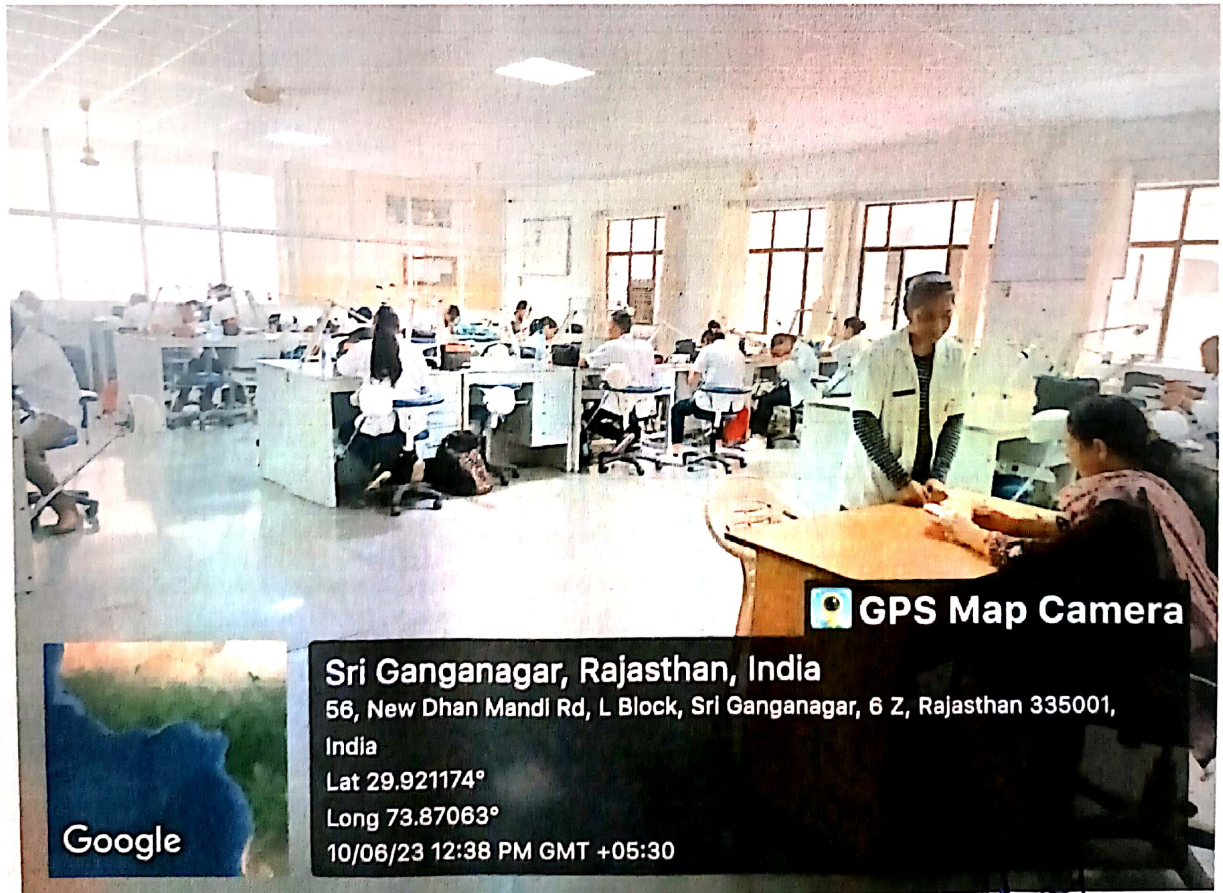 GPS Map Camera
Sri Ganganagar, Rajasthan, India
56, New Dhan Mandi Rd, L Block, Sri Ganganagar, 6 Z, Rajasthan 335001,
India
Lat 29.921174°
Long 73.87063°
10/06/23 12:38 PM GMT +05:30
Google